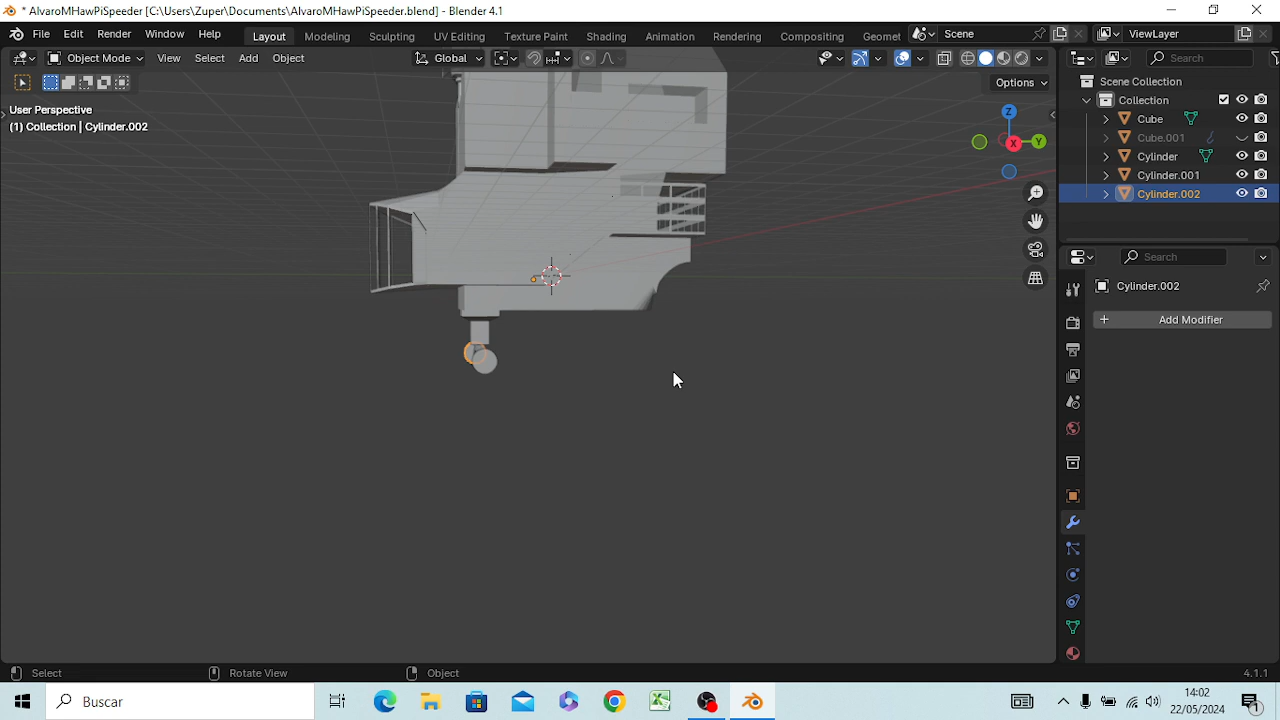 * AlvaroMHawPiSpeeder [C:\Users\Zuper\Documents\AlvaroMHawPiSpeeder.blend] - Blender 4.1
File Edit Render Window Help Layout Modeling Sculpting UV Editing Texture Paint Shading Animation Rendering Compositing Geomet Scene ViewLayer
Object Mode View Select Add Object Global Search
Options
User Perspective
(1) Collection | Cylinder.002
Z
Y
X
Scene Collection
Collection
Cube
Cube.001
Cylinder
Cylinder.001
Cylinder.002
Search
Cylinder.002
+ Add Modifier
Select Rotate View Object 4.1.1
Buscar
14:02
22/05/2024
1